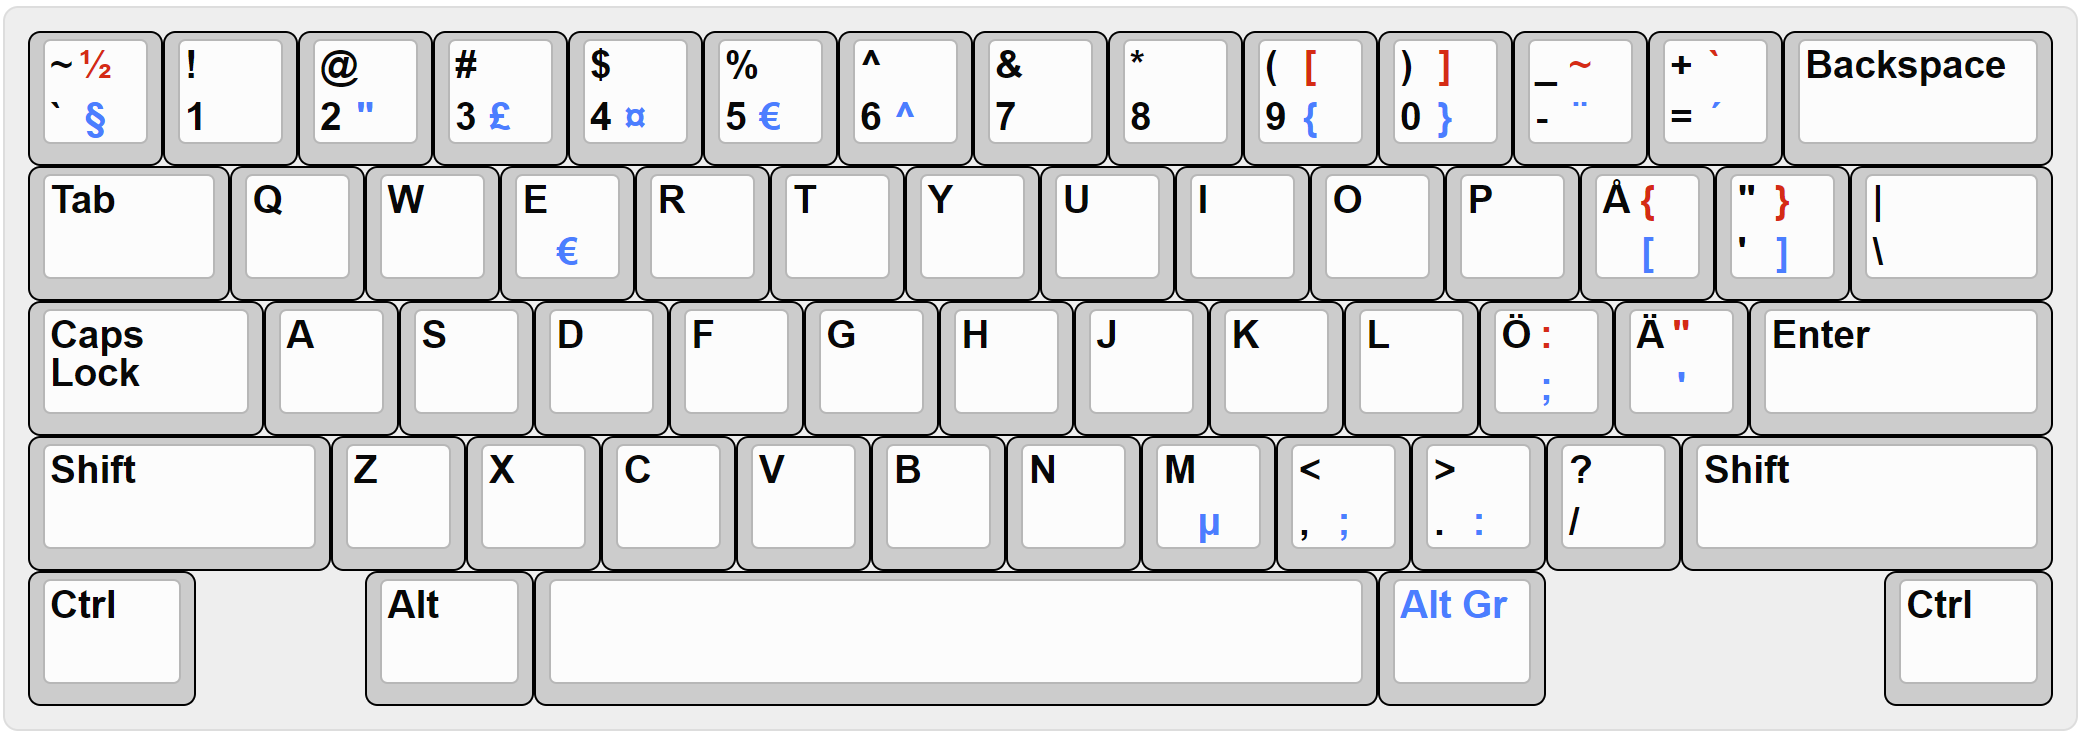 ~ ½ ! @ # $ % ^ & * ( [ ) ] _ ~ + ` Backspace
` § 1 2 " 3 £ 4 ¤ 5 € 6 ^ 7 8 9 { 0 } - ¨ = ´
Tab Q W E R T Y U I O P Å { " } |
€ [ ' ] \
Caps A S D F G H J K L Ö : Ä " Enter
Lock ; '
Shift Z X C V B N M < > ? Shift
µ , ; . : /
Ctrl Alt Alt Gr Ctrl